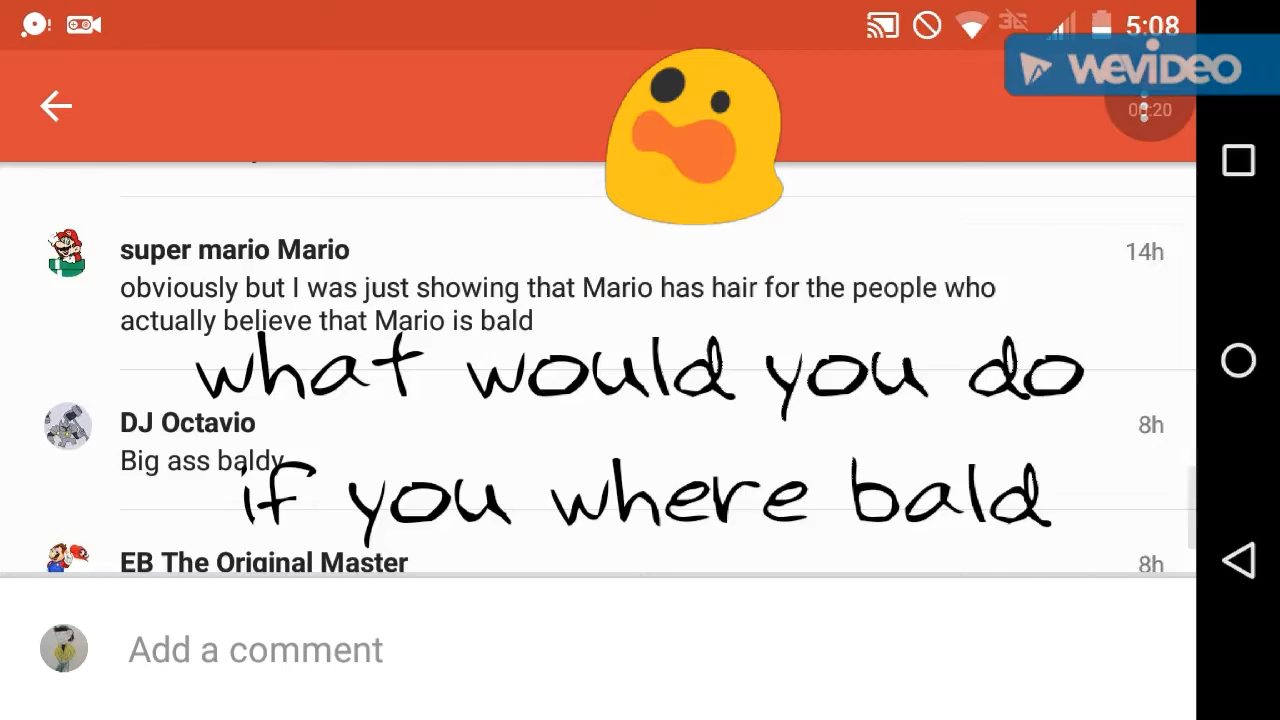 5:08
WEVIDEO
00:20
super mario Mario
14h
obviously but I was just showing that Mario has hair for the people who
actually believe that Mario is bald
what would you do
DJ Octavio
8h
Big ass baldy
if you where bald
EB The Original Master
8h
Add a comment